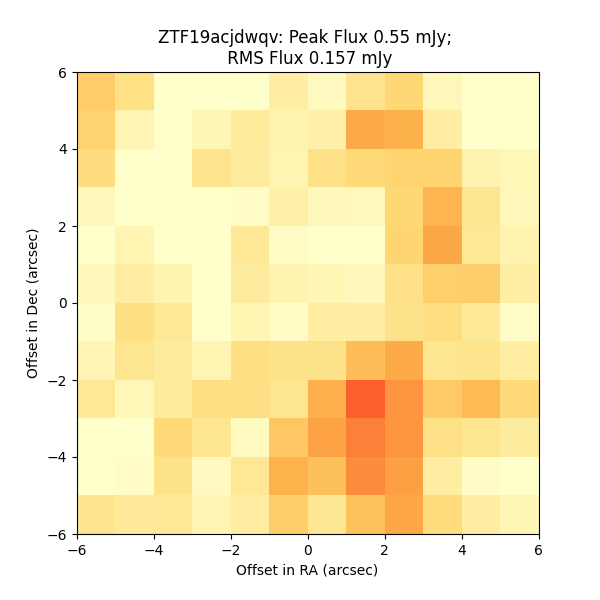 ZTF19acjdwqv: Peak Flux 0.55 mJy;
RMS Flux 0.157 mJy
6
4
2
0
−2
−4
−6
Offset in Dec (arcsec)
−6 −4 −2 0 2 4 6
Offset in RA (arcsec)